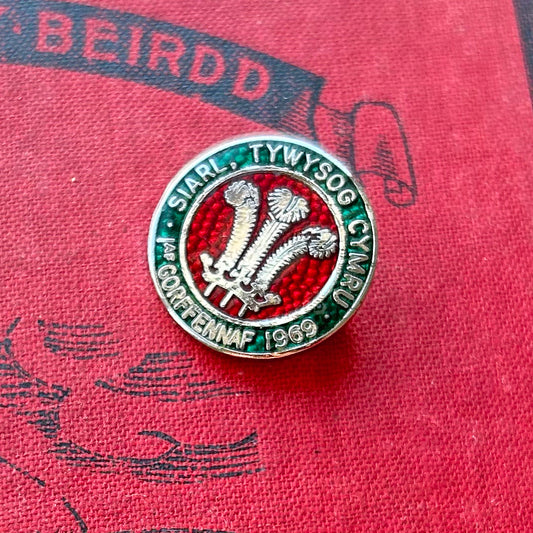 BEIRDD
· SIARL, TYWYSOG CYMRU ·
1AF GORFFENNAF 1969